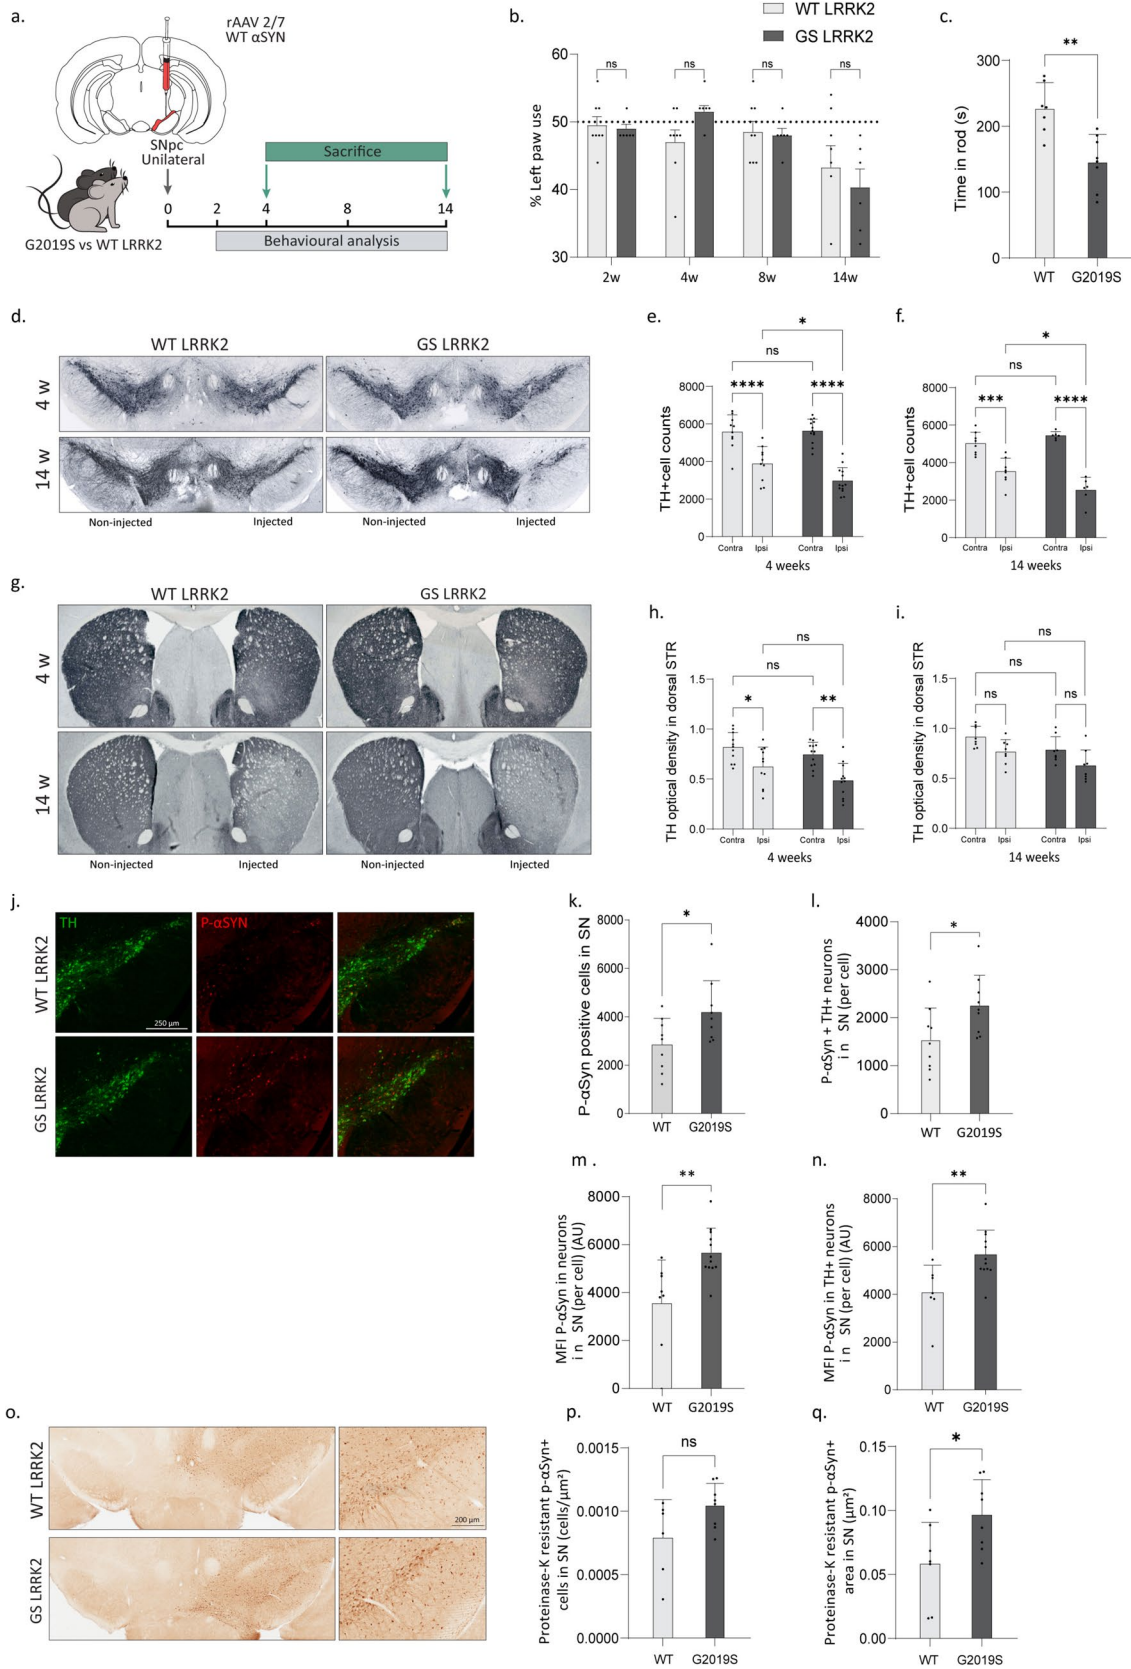 a.
rAAV 2/7
WT αSYN
SNpc
Unilateral
Sacrifice
0
2
4
8
14
G2019S vs WT LRRK2
Behavioural analysis
b.
WT LRRK2
GS LRRK2
% Left paw use
60
50
40
30
ns
ns
ns
ns
2w
4w
8w
14w
c.
Time in rod (s)
300
200
100
0
**
WT
G2019S
d.
WT LRRK2
GS LRRK2
4 w
14 w
Non-injected
Injected
Non-injected
Injected
e.
TH+cell counts
8000
6000
4000
2000
0
*
ns
****
****
Contra
Ipsi
Contra
Ipsi
4 weeks
f.
TH+cell counts
8000
6000
4000
2000
0
*
ns
***
****
Contra
Ipsi
Contra
Ipsi
14 weeks
g.
WT LRRK2
GS LRRK2
4 w
14 w
Non-injected
Injected
Non-injected
Injected
h.
TH optical density in dorsal STR
1.5
1.0
0.5
0.0
ns
ns
*
**
Contra
Ipsi
Contra
Ipsi
4 weeks
i.
TH optical density in dorsal STR
1.5
1.0
0.5
0.0
ns
ns
ns
ns
Contra
Ipsi
Contra
Ipsi
14 weeks
j.
TH
P-αSYN
WT LRRK2
250 µm
GS LRRK2
k.
P-αSyn positive cells in SN
8000
6000
4000
2000
0
*
WT
G2019S
l.
P-αSyn + TH+ neurons
in SN (per cell)
4000
3000
2000
1000
0
*
WT
G2019S
m.
MFI P-αSyn in neurons
in SN (per cell) (AU)
8000
6000
4000
2000
0
**
WT
G2019S
n.
MFI P-αSyn in TH+ neurons
in SN (per cell) (AU)
8000
6000
4000
2000
0
**
WT
G2019S
o.
WT LRRK2
200 µm
GS LRRK2
p.
Proteinase-K resistant p-αSyn+
cells in SN (cells/µm²)
0.0015
0.0010
0.0005
0.0000
ns
WT
G2019S
q.
Proteinase-K resistant p-αSyn+
area in SN (µm²)
0.15
0.10
0.05
0.00
*
WT
G2019S